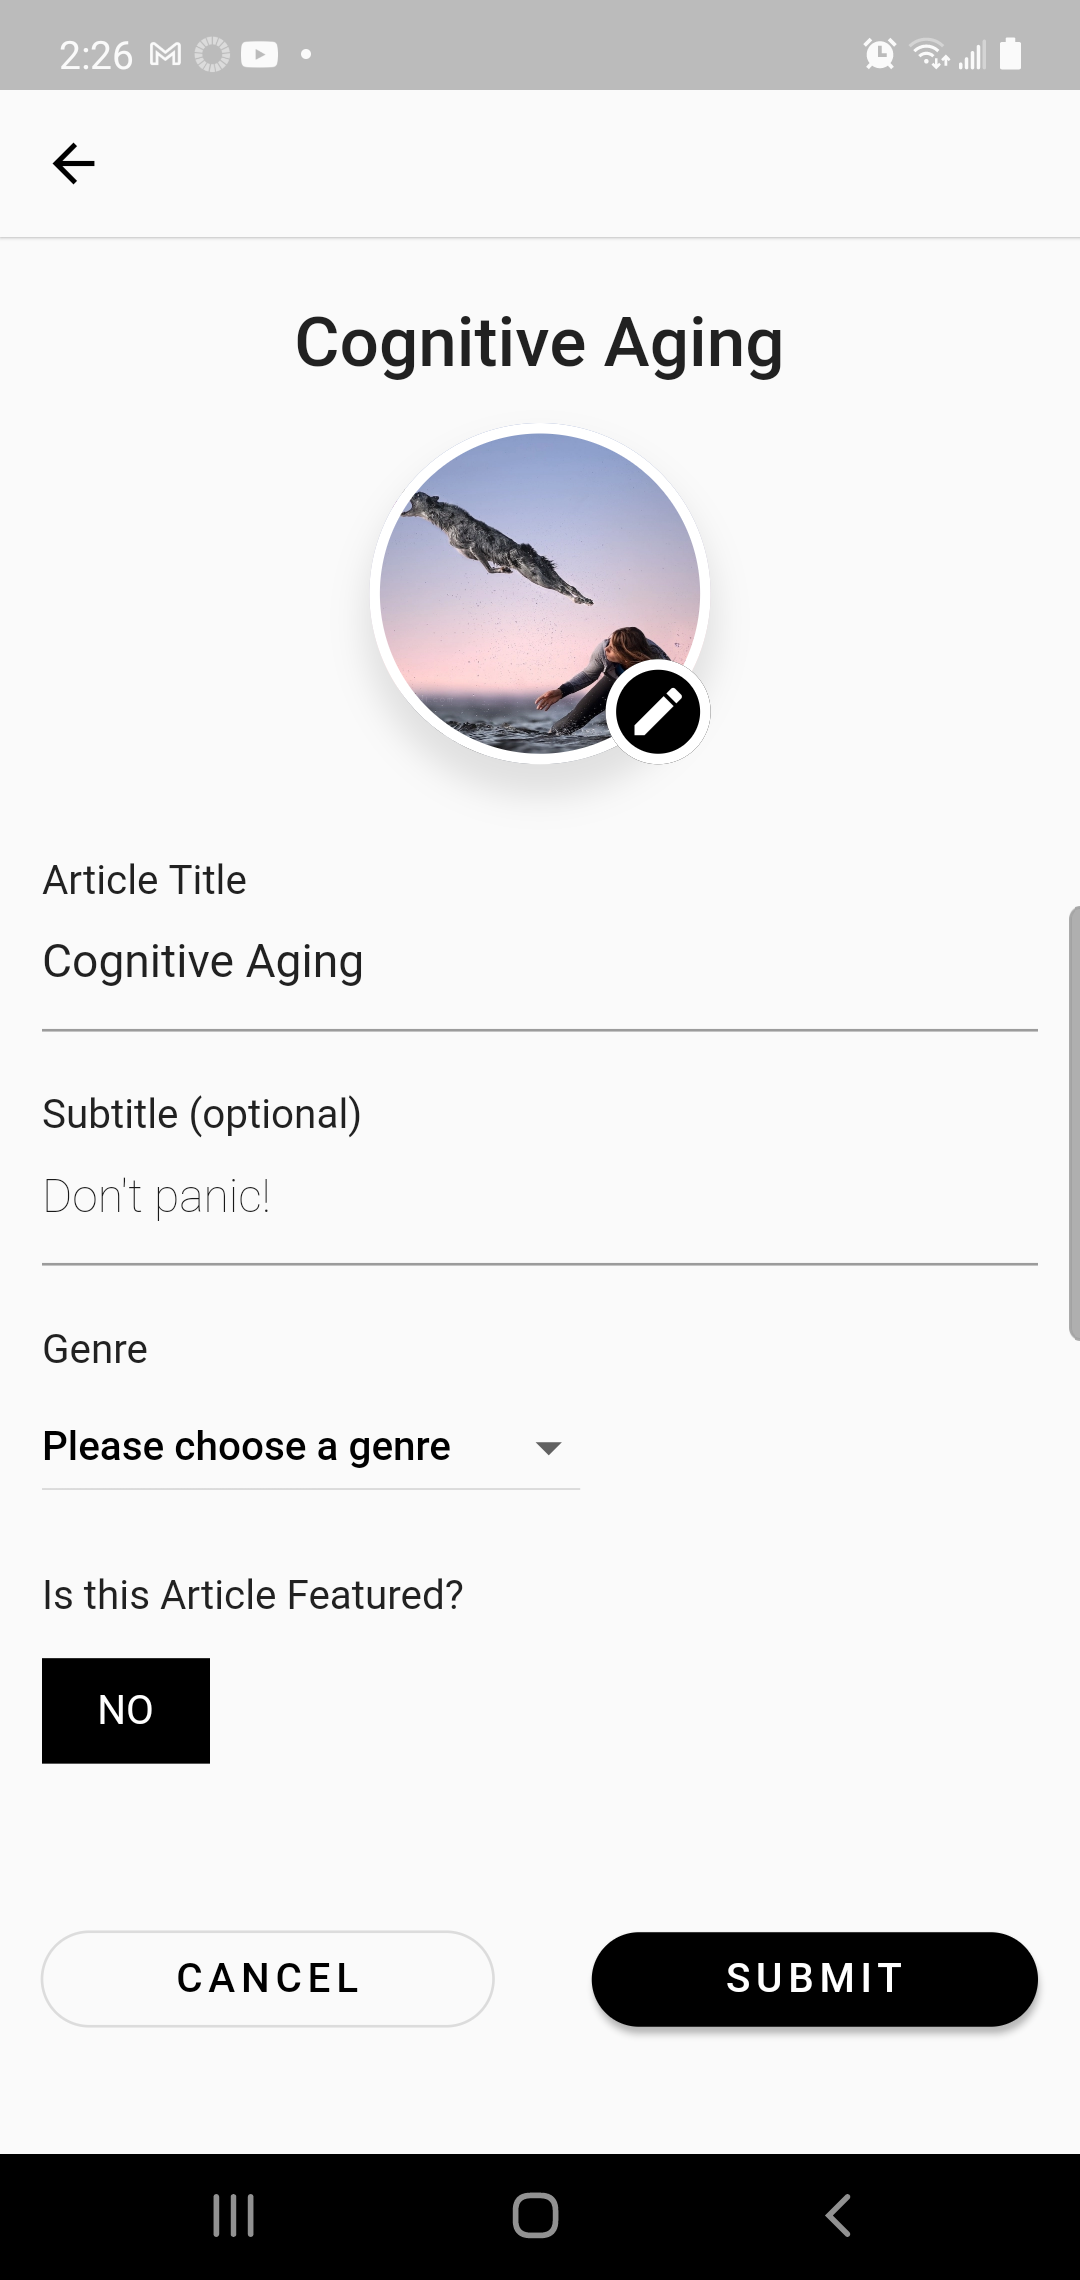 2:26
Cognitive Aging
Article Title
Cognitive Aging
Subtitle (optional)
Don't panic!
Genre
Please choose a genre
Is this Article Featured?
NO
CANCEL
SUBMIT